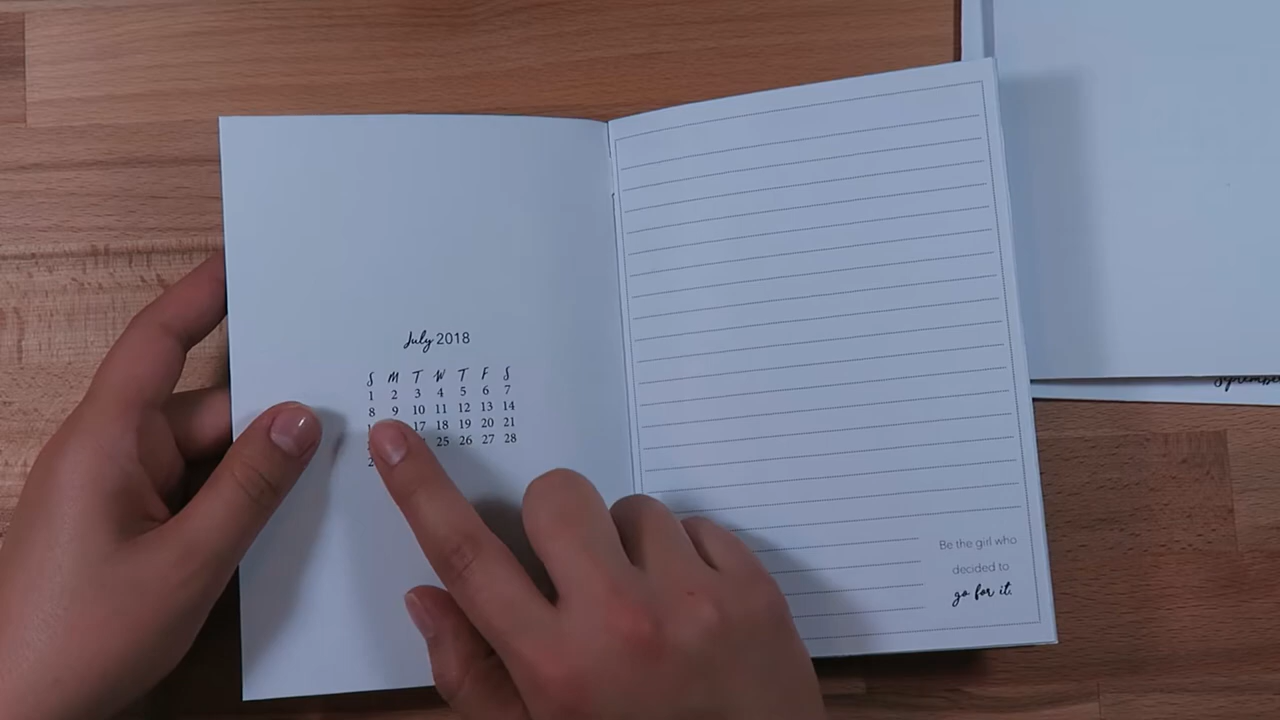 July 2018
S M T W T F S
1 2 3 4 5 6 7
8 9 10 11 12 13 14
17 18 19 20 21
25 26 27 28
Be the girl who
decided to
go for it.